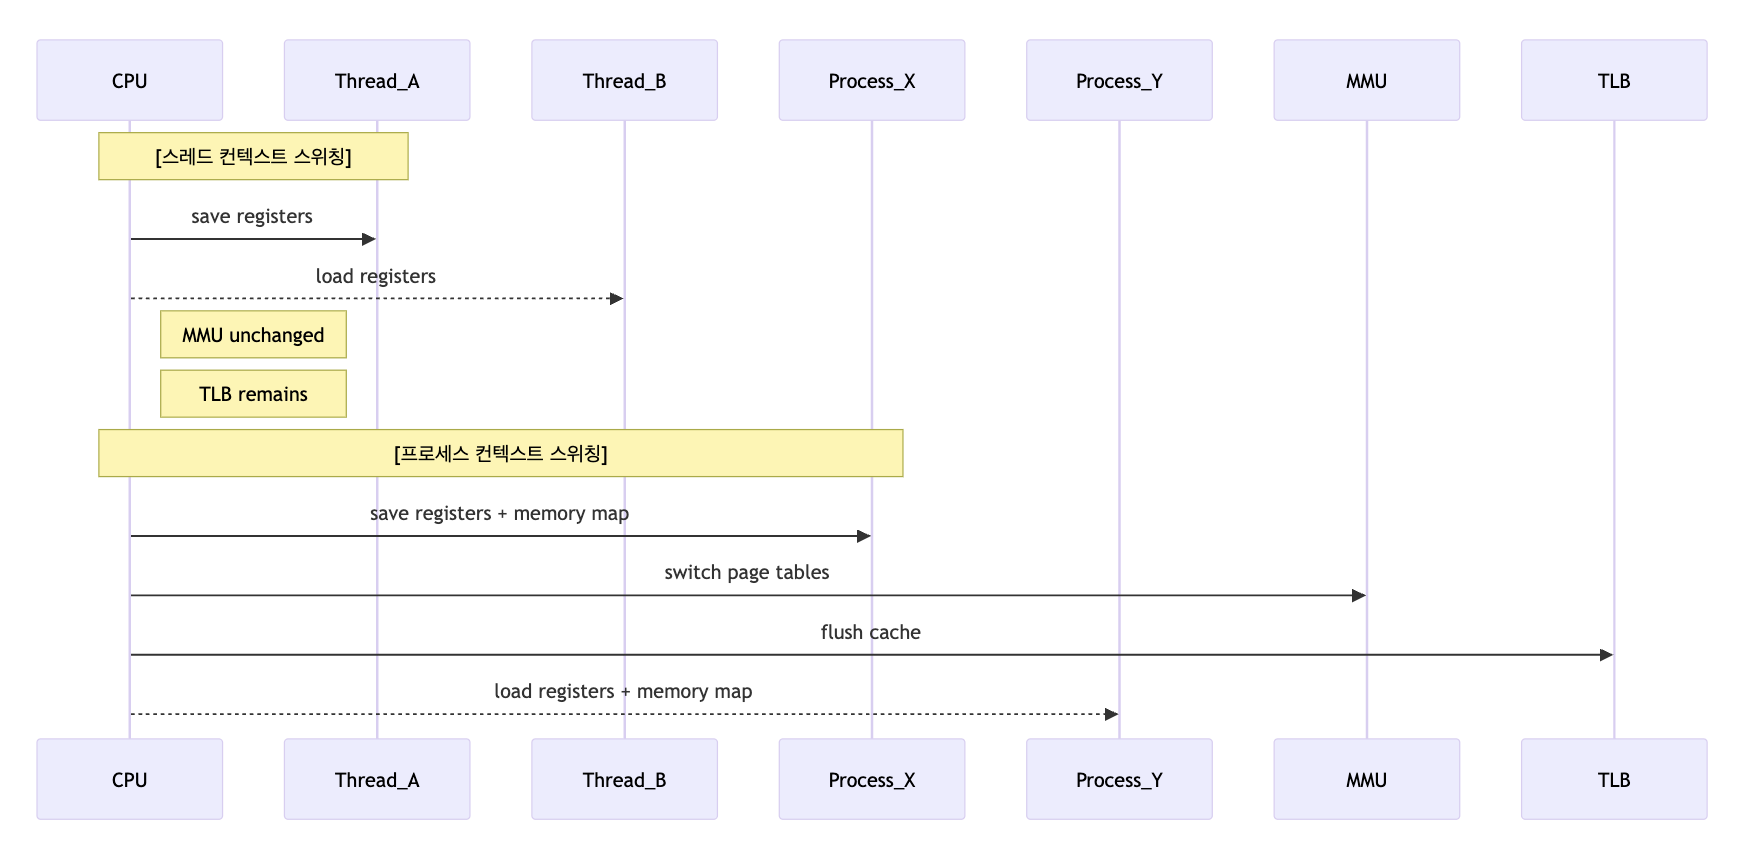 CPU
Thread_A
Thread_B
Process_X
Process_Y
MMU
TLB
[스레드 컨텍스트 스위칭]
save registers
load registers
MMU unchanged
TLB remains
[프로세스 컨텍스트 스위칭]
save registers + memory map
switch page tables
flush cache
load registers + memory map
CPU
Thread_A
Thread_B
Process_X
Process_Y
MMU
TLB